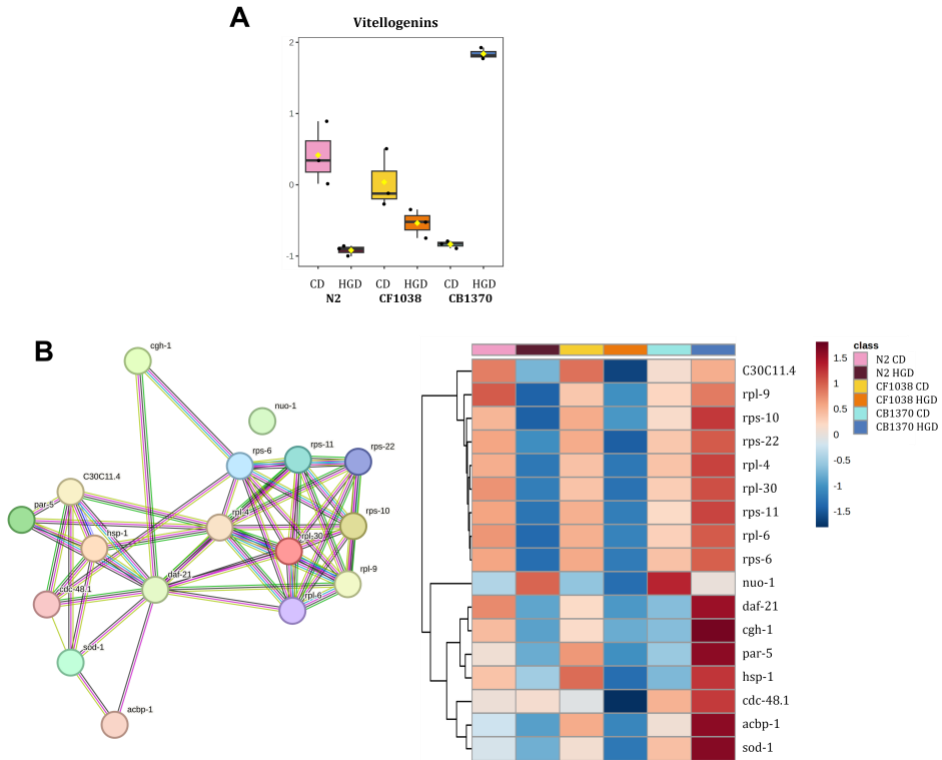 A
Vitellogenins
2
1
0
-1
CD HGD CD HGD CD HGD
N2 CF1038 CB1370
B
cgh-1
nuo-1
rps-6
rps-11
rps-22
C30C11.4
par-5
hsp-1
rpl-4
rps-10
rpl-30
rpl-9
daf-21
cdc-48.1
rpl-6
sod-1
acbp-1
C30C11.4
rpl-9
rps-10
rps-22
rpl-4
rpl-30
rps-11
rpl-6
rps-6
nuo-1
daf-21
cgh-1
par-5
hsp-1
cdc-48.1
acbp-1
sod-1
1.5
1
0.5
0
-0.5
-1
-1.5
class
N2 CD
N2 HGD
CF1038 CD
CF1038 HGD
CB1370 CD
CB1370 HGD